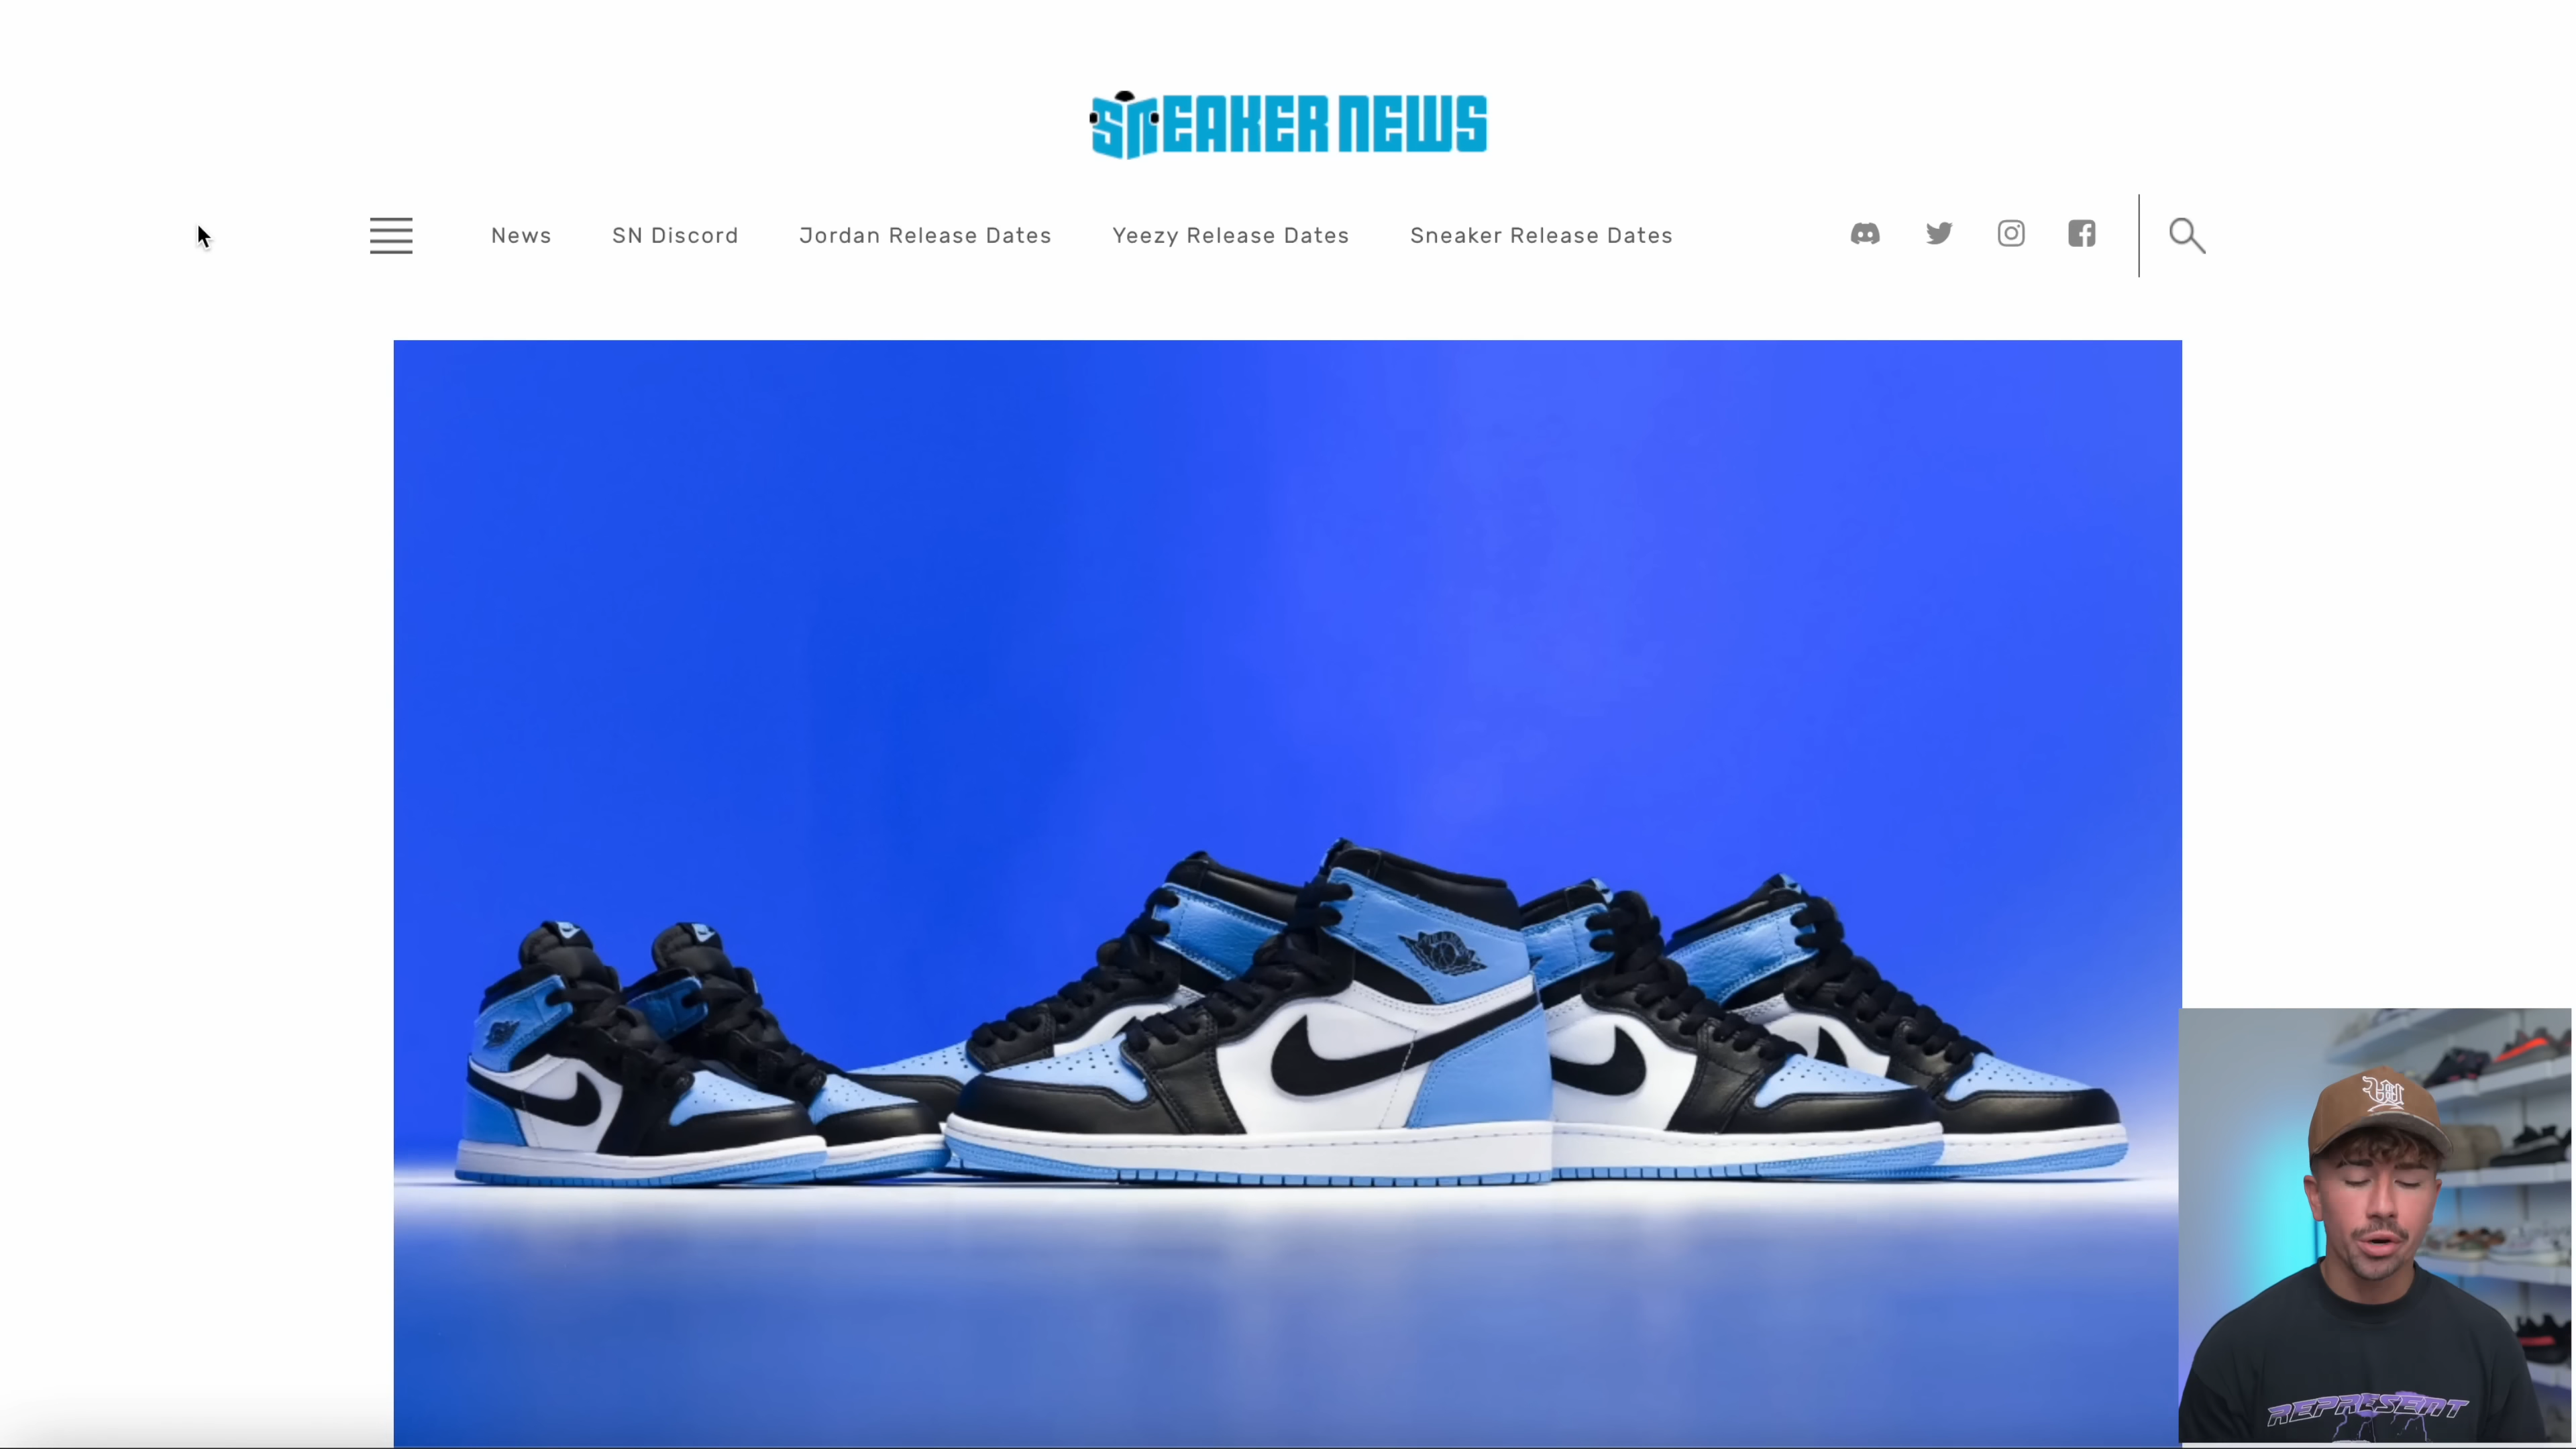 SNEAKER NEWS
News SN Discord Jordan Release Dates Yeezy Release Dates Sneaker Release Dates
REPRESENT